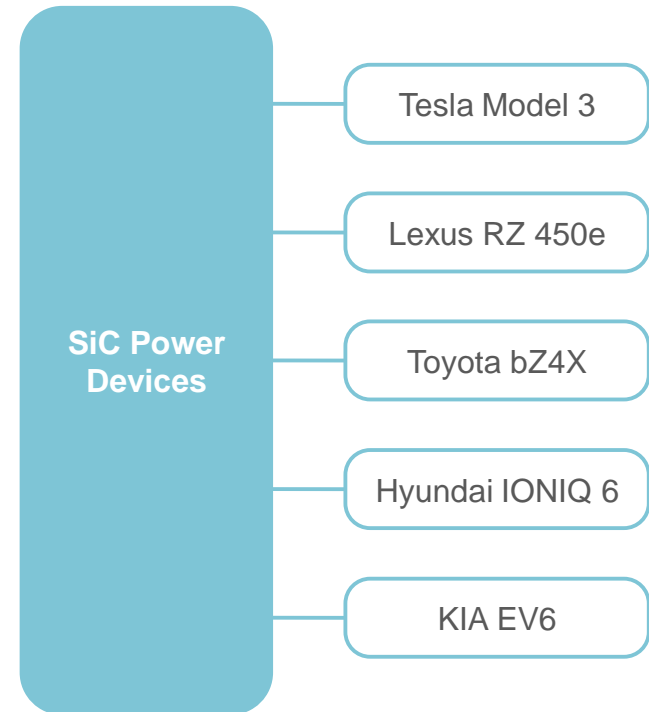 SiC Power
Devices
Tesla Model 3
Lexus RZ 450e
Toyota bZ4X
Hyundai IONIQ 6
KIA EV6